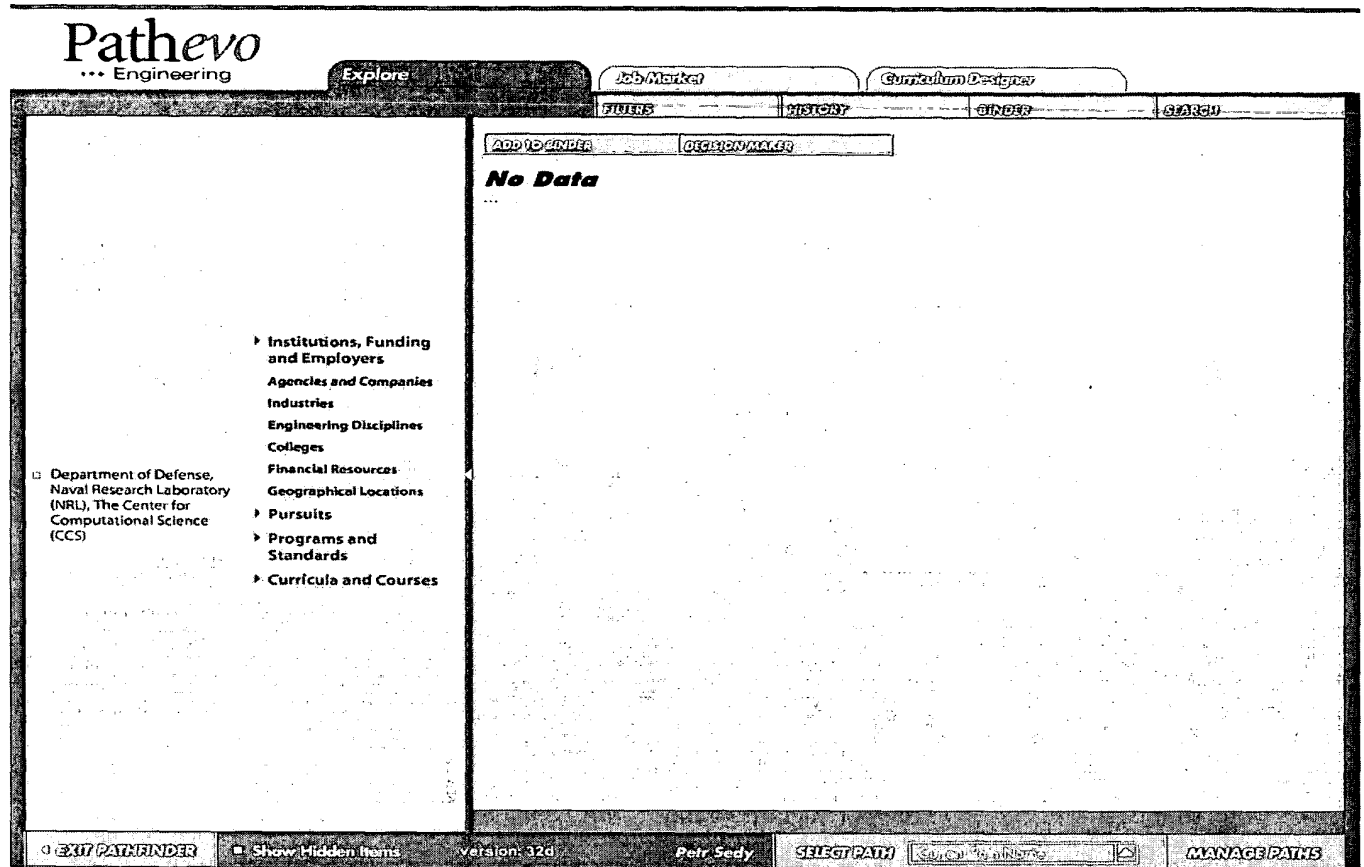 Pathevo
••• Engineering
Explore
Job Market
Curriculum Designer
FILTERS
HISTORY
BINDER
SEARCH
ADD TO BINDER
DECISION MAKER
No Data
...
Institutions, Funding
and Employers
Agencies and Companies
Industries
Engineering Disciplines
Colleges
Financial Resources
Geographical Locations
Pursuits
Programs and
Standards
Curricula and Courses
Department of Defense,
Naval Research Laboratory
(NRL), The Center for
Computational Science
(CCS)
EXIT PATHFINDER
Show Hidden Items
version: 32d
Petr Sedy
SELECT PATH
Current Path Name
MANAGE PATHS